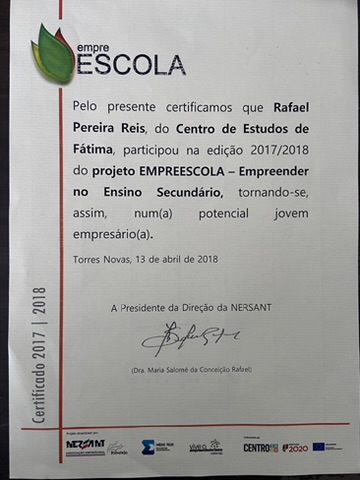 empre
ESCOLA
Pelo presente certificamos que Rafael
Pereira Reis, do Centro de Estudos de
Fátima, participou na edição 2017/2018
do projeto EMPREESCOLA – Empreender
no Ensino Secundário, tornando-se,
assim, num(a) potencial jovem
empresário(a).
Torres Novas, 13 de abril de 2018
A Presidente da Direção da NERSANT
(Dra. Maria Salomé da Conceição Rafael)
Certificado 2017 | 2018
NERSANT
MÉDIO TEJO
CENTRO 2020
2020